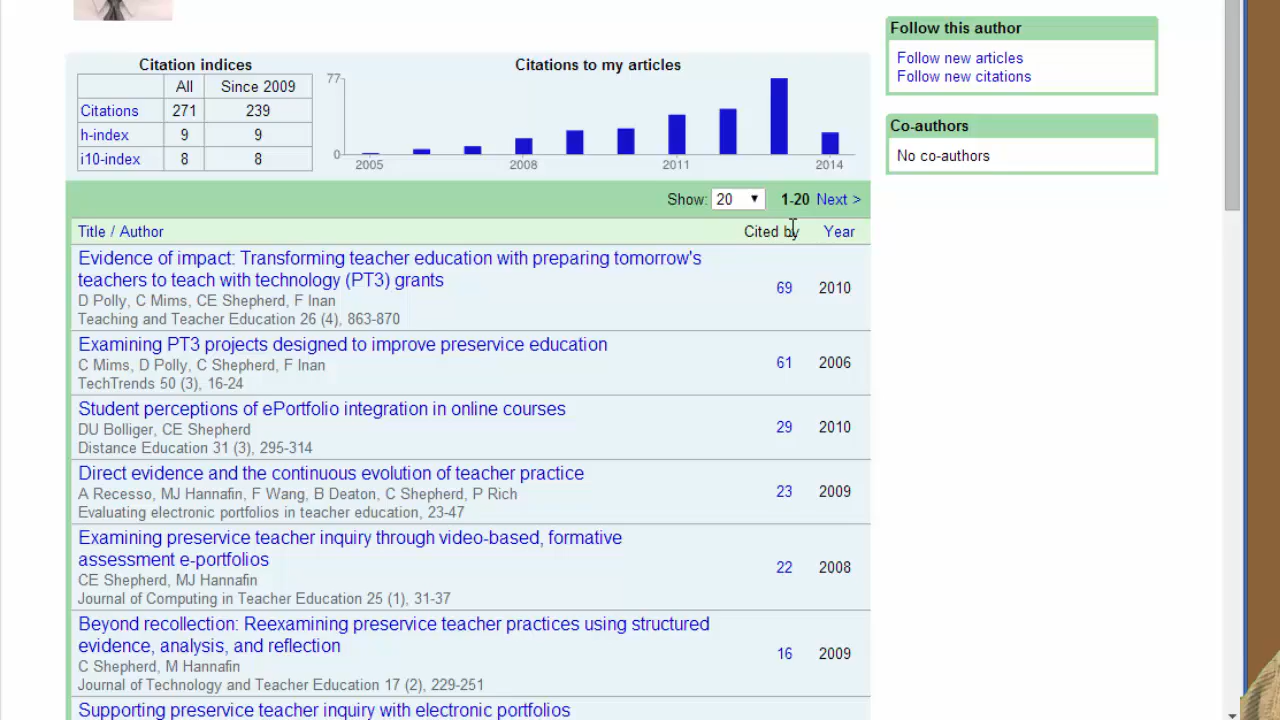 Follow this author
Follow new articles
Follow new citations
Co-authors
No co-authors
Citation indices
All Since 2009
Citations 271 239
h-index 9 9
i10-index 8 8
Citations to my articles
77
0
2005 2008 2011 2014
Show: 20 1-20 Next >
Title / Author Cited by Year
Evidence of impact: Transforming teacher education with preparing tomorrow's
teachers to teach with technology (PT3) grants
D Polly, C Mims, CE Shepherd, F Inan
Teaching and Teacher Education 26 (4), 863-870
69 2010
Examining PT3 projects designed to improve preservice education
C Mims, D Polly, C Shepherd, F Inan
TechTrends 50 (3), 16-24
61 2006
Student perceptions of ePortfolio integration in online courses
DU Bolliger, CE Shepherd
Distance Education 31 (3), 295-314
29 2010
Direct evidence and the continuous evolution of teacher practice
A Recesso, MJ Hannafin, F Wang, B Deaton, C Shepherd, P Rich
Evaluating electronic portfolios in teacher education, 23-47
23 2009
Examining preservice teacher inquiry through video-based, formative
assessment e-portfolios
CE Shepherd, MJ Hannafin
Journal of Computing in Teacher Education 25 (1), 31-37
22 2008
Beyond recollection: Reexamining preservice teacher practices using structured
evidence, analysis, and reflection
C Shepherd, M Hannafin
Journal of Technology and Teacher Education 17 (2), 229-251
16 2009
Supporting preservice teacher inquiry with electronic portfolios